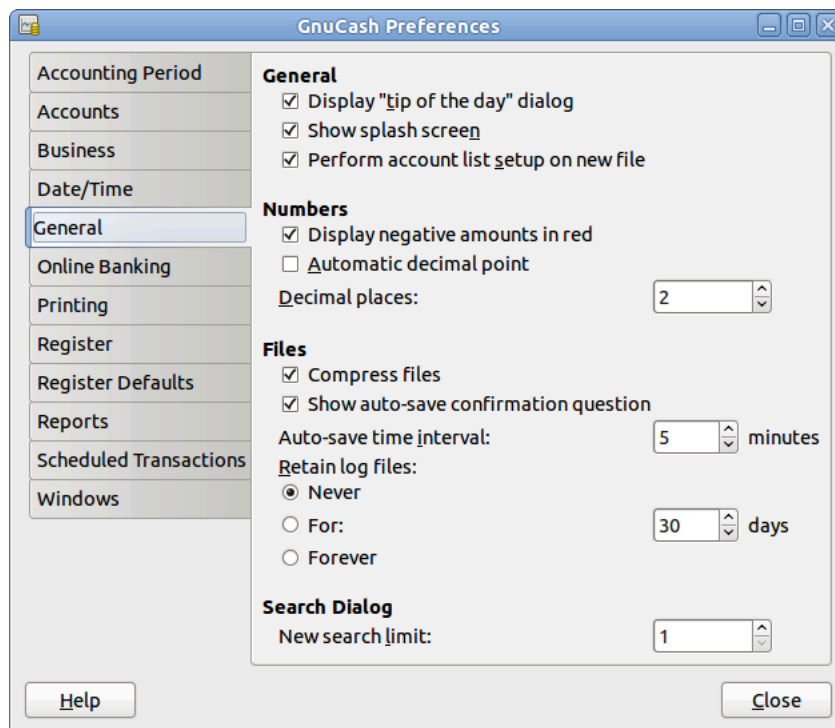 GnuCash Preferences
Accounting Period
Accounts
Business
Date/Time
General
Online Banking
Printing
Register
Register Defaults
Reports
Scheduled Transactions
Windows
General
Display "tip of the day" dialog
Show splash screen
Perform account list setup on new file
Numbers
Display negative amounts in red
Automatic decimal point
Decimal places: 2
Files
Compress files
Show auto-save confirmation question
Auto-save time interval: 5 minutes
Retain log files:
Never
For: 30 days
Forever
Search Dialog
New search limit: 1
Help Close